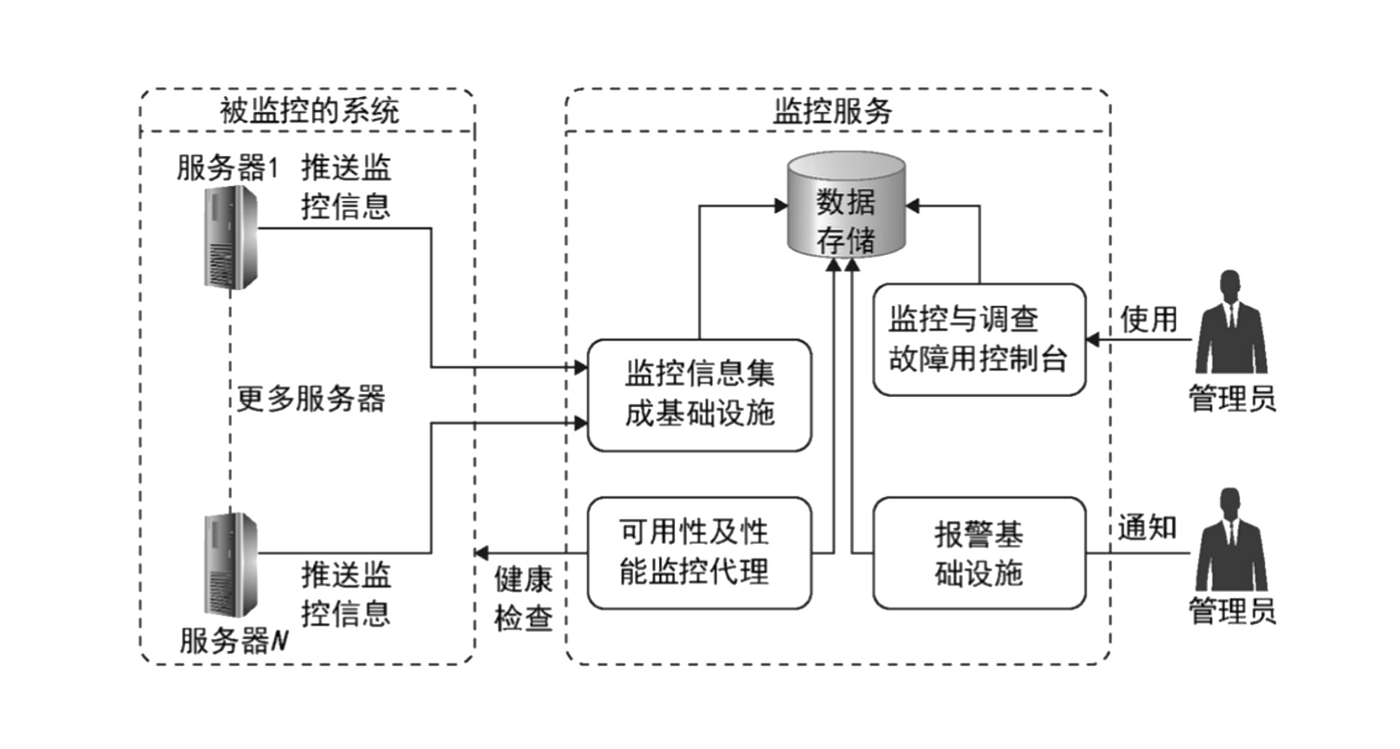 被监控的系统
服务器1
推送监
控信息
更多服务器
推送监
控信息
服务器N
健康
检查
监控服务
数据
存储
监控信息集
成基础设施
监控与调查
故障用控制台
可用性及性
能监控代理
报警基
础设施
使用
管理员
通知
管理员